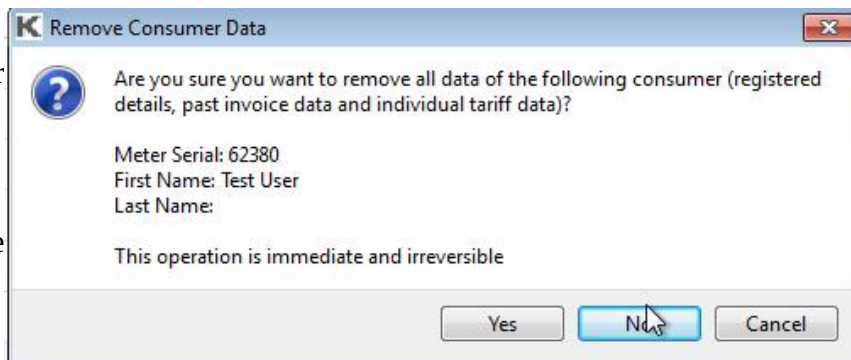 K Remove Consumer Data
Are you sure you want to remove all data of the following consumer (registered
details, past invoice data and individual tariff data)?
Meter Serial: 62380
First Name: Test User
Last Name:
This operation is immediate and irreversible
Yes No Cancel